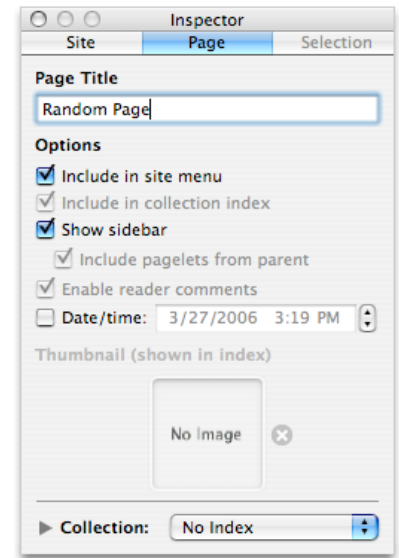 Inspector
Site Page Selection
Page Title
Random Page
Options
Include in site menu
Include in collection index
Show sidebar
Include pagelets from parent
Enable reader comments
Date/time: 3/27/2006 3:19 PM
Thumbnail (shown in index)
No Image
Collection: No Index